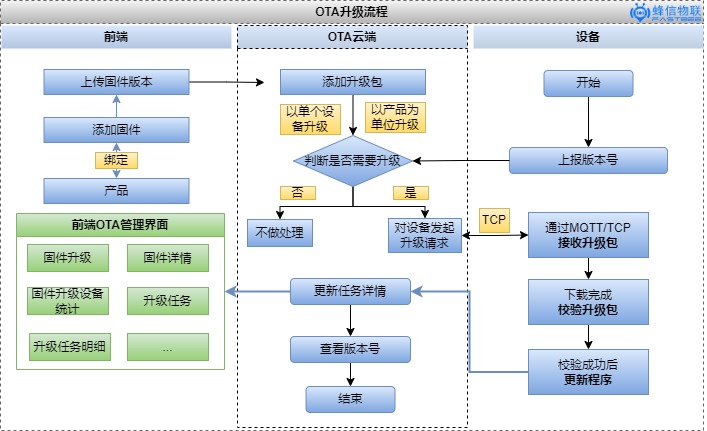 OTA升级流程
蜂信物联
前端
OTA云端
设备
上传固件版本
添加固件
绑定
产品
添加升级包
以单个设
备升级
以产品为
单位升级
判断是否需要升级
否
是
不做处理
对设备发起
升级请求
TCP
开始
上报版本号
通过MQTT/TCP
接收升级包
下载完成
校验升级包
校验成功后
更新程序
更新任务详情
查看版本号
结束
前端OTA管理界面
固件升级
固件详情
固件升级设备
统计
升级任务
升级任务明细
...